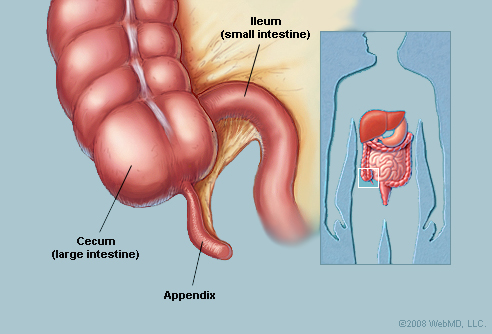 Ileum
(small intestine)
Cecum
(large intestine)
Appendix
©2008 WebMD, LLC.